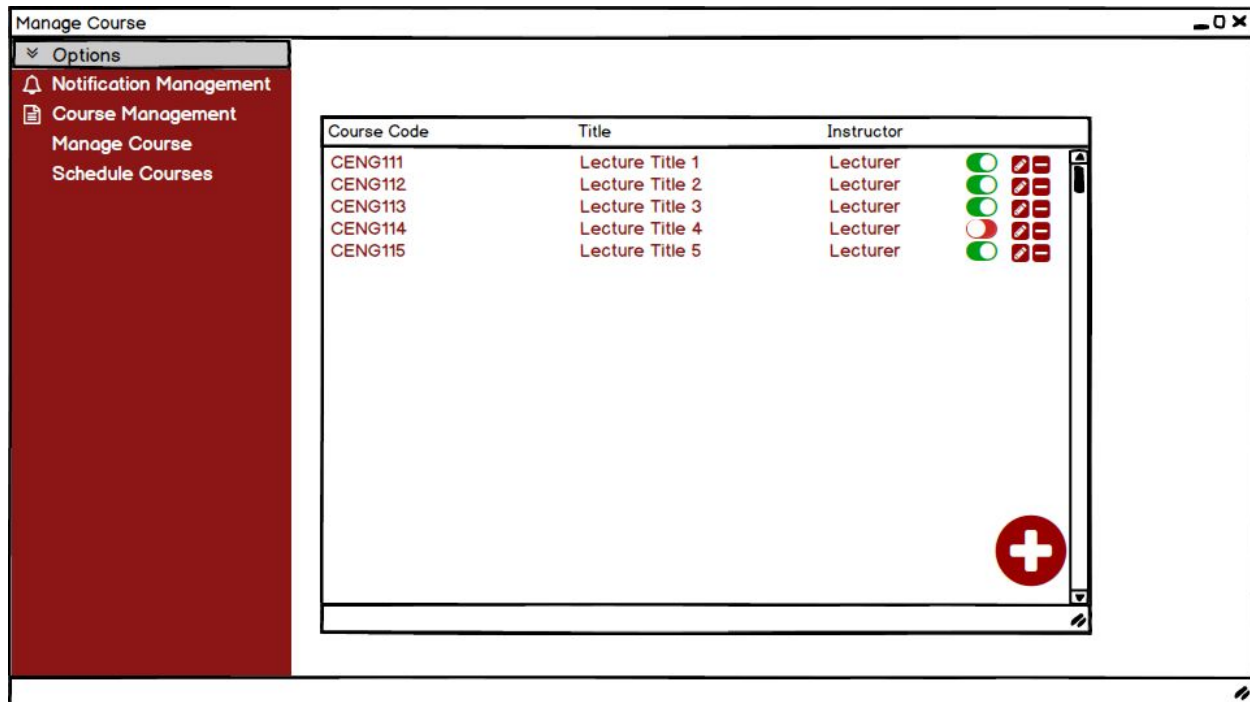 Manage Course
Options
Notification Management
Course Management
Manage Course
Schedule Courses
Course Code Title Instructor
CENG111 Lecture Title 1 Lecturer
CENG112 Lecture Title 2 Lecturer
CENG113 Lecture Title 3 Lecturer
CENG114 Lecture Title 4 Lecturer
CENG115 Lecture Title 5 Lecturer